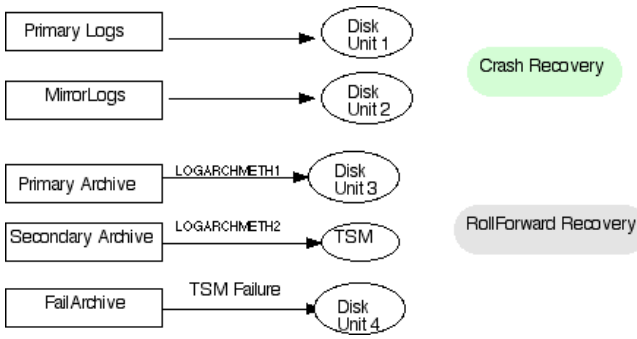 Primary Logs
Disk
Unit 1
Crash Recovery
MirrorLogs
Disk
Unit 2
Primary Archive
LOGARCHMETH1
Disk
Unit 3
Secondary Archive
LOGARCHMETH2
TSM
RollForward Recovery
FailArchive
TSM Failure
Disk
Unit 4